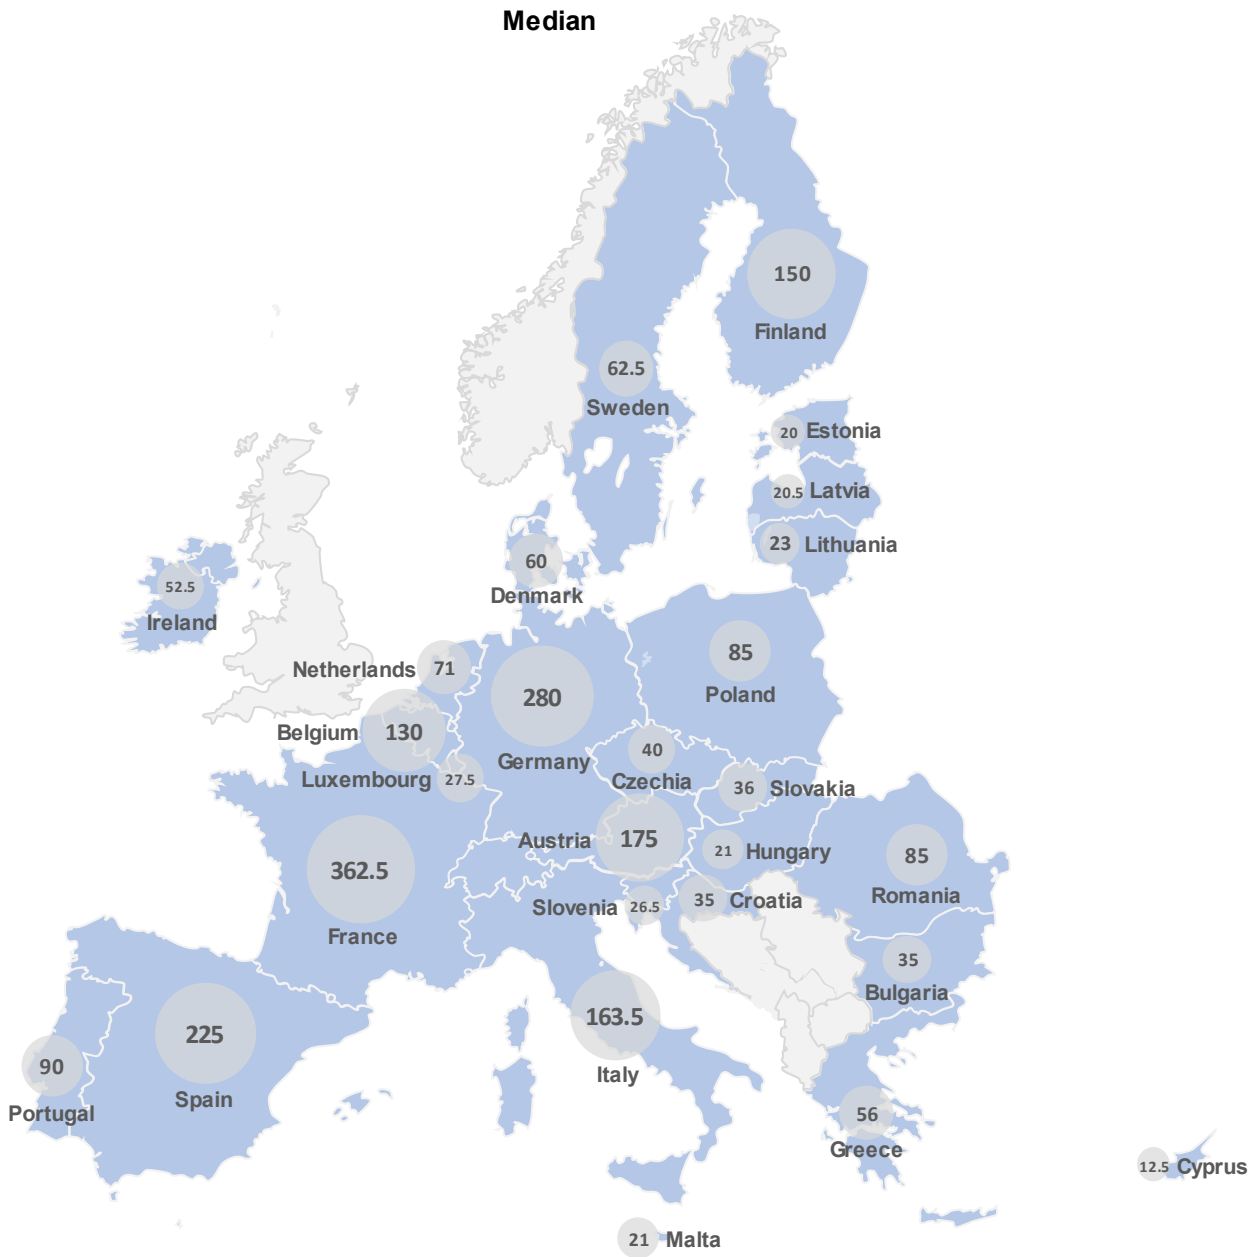 Median
150
Finland
62.5
Sweden
20 Estonia
20.5 Latvia
23 Lithuania
60
Denmark
52.5
Ireland
Netherlands 71
85
Poland
280
Germany
Belgium 130
40
Czechia
Luxembourg 27.5
36 Slovakia
Austria 175
21 Hungary
85
Romania
362.5
France
Slovenia 26.5
35 Croatia
35
Bulgaria
163.5
Italy
225
Spain
90
Portugal
56
Greece
12.5 Cyprus
21 Malta